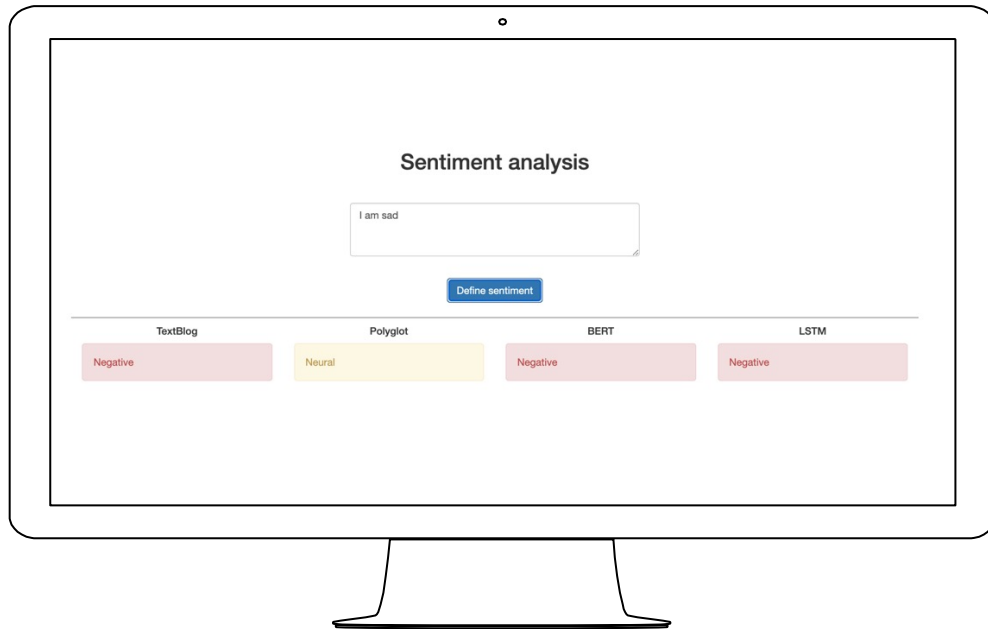 Sentiment analysis
I am sad
Define sentiment
TextBlog Polyglot BERT LSTM
Negative Neural Negative Negative